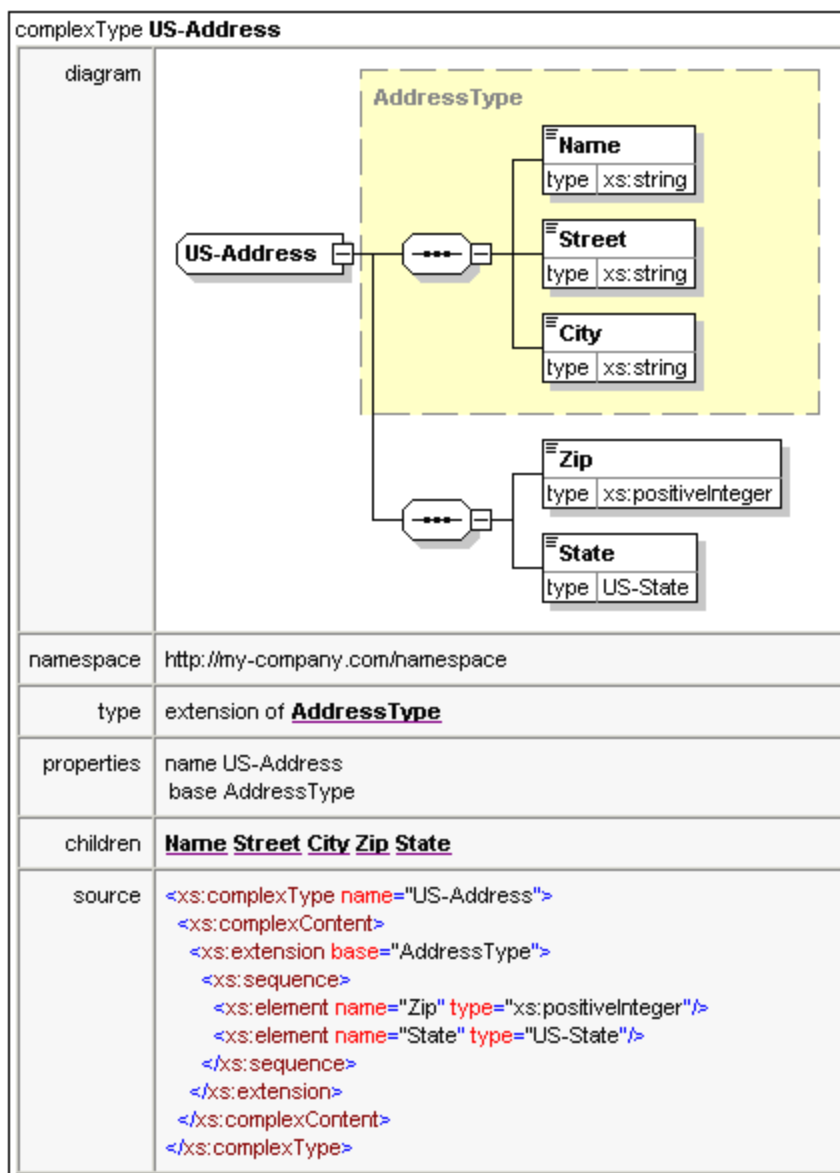 complexType US-Address
diagram
AddressType
Name
type xs:string
US-Address
Street
type xs:string
City
type xs:string
Zip
type xs:positiveInteger
State
type US-State
namespace http://my-company.com/namespace
type extension of AddressType
properties name US-Address
base AddressType
children Name Street City Zip State
source <xs:complexType name="US-Address">
<xs:complexContent>
<xs:extension base="AddressType">
<xs:sequence>
<xs:element name="Zip" type="xs:positiveInteger"/>
<xs:element name="State" type="US-State"/>
</xs:sequence>
</xs:extension>
</xs:complexContent>
</xs:complexType>